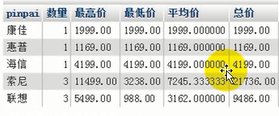 pinpai 数量 最高价 最低价 平均价 总价
康佳 1 1999.00 1999.00 1999.000000 1999.00
惠普 1 1169.00 1169.00 1169.000000 1169.00
海信 1 4199.00 4199.00 4199.000000 4199.00
索尼 3 11499.00 3238.00 7245.333333 21736.00
联想 3 5499.00 988.00 3162.000000 9486.00